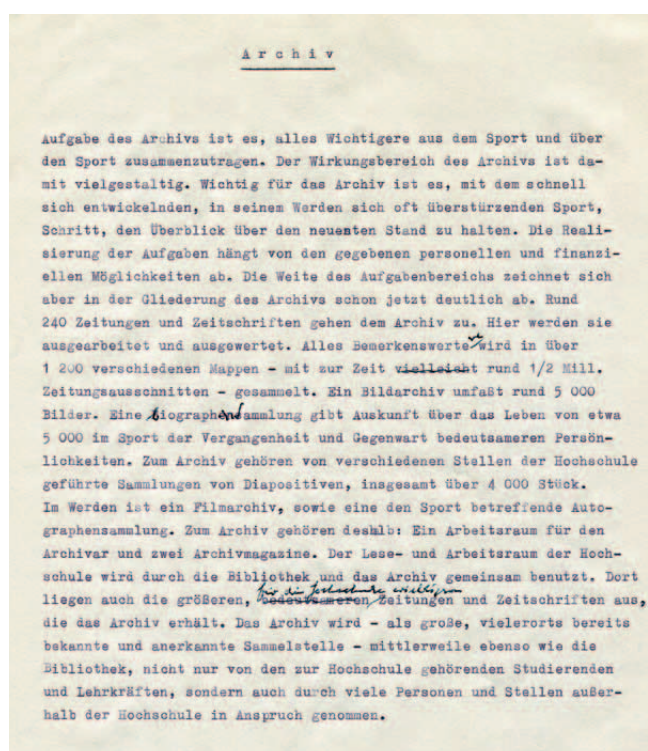 A r c h i v
Aufgabe des Archivs ist es, alles Wichtigere aus dem Sport und über
den Sport zusammenzutragen. Der Wirkungsbereich des Archivs ist da-
mit vielgestaltig. Wichtig für das Archiv ist es, mit dem schnell
sich entwickelnden, in seinem Werden sich oft überstürzenden Sport,
Schritt, den Überblick über den neuesten Stand zu halten. Die Reali-
sierung der Aufgaben hängt von den gegebenen personellen und finanzi-
ellen Möglichkeiten ab. Die Weite des Aufgabenbereichs zeichnet sich
aber in der Gliederung des Archivs schon jetzt deutlich ab. Rund
240 Zeitungen und Zeitschriften gehen dem Archiv zu. Hier werden sie
ausgearbeitet und ausgewertet. Alles Bemerkenswerte wird in über
1 200 verschiedenen Mappen - mit zur Zeit vielleicht rund 1/2 Mill.
Zeitungsausschnitten - gesammelt. Ein Bildarchiv umfaßt rund 5 000
Bilder. Eine Biographensammlung gibt Auskunft über das Leben von etwa
5 000 im Sport der Vergangenheit und Gegenwart bedeutsameren Persön-
lichkeiten. Zum Archiv gehören von verschiedenen Stellen der Hochschule
geführte Sammlungen von Diapositiven, insgesamt über 4 000 Stück.
Im Werden ist ein Filmarchiv, sowie eine den Sport betreffende Auto-
graphensammlung. Zum Archiv gehören deshalb: Ein Arbeitsraum für den
Archivar und zwei Archivmagazine. Der Lese- und Arbeitsraum der Hoch-
schule wird durch die Bibliothek und das Archiv gemeinsam benutzt. Dort
für die Hochschule wichtigen
liegen auch die größeren, bedeutsameren Zeitungen und Zeitschriften aus,
die das Archiv erhält. Das Archiv wird - als große, vielerorts bereits
bekannte und anerkannte Sammelstelle - mittlerweile ebenso wie die
Bibliothek, nicht nur von den zur Hochschule gehörenden Studierenden
und Lehrkräften, sondern auch durch viele Personen und Stellen außer-
halb der Hochschule in Anspruch genommen.